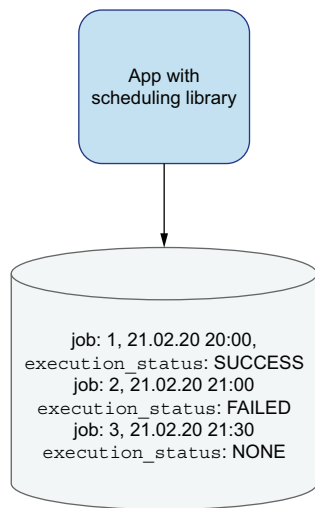 App with
scheduling library
job: 1, 21.02.20 20:00,
execution_status: SUCCESS
job: 2, 21.02.20 21:00
execution_status: FAILED
job: 3, 21.02.20 21:30
execution_status: NONE